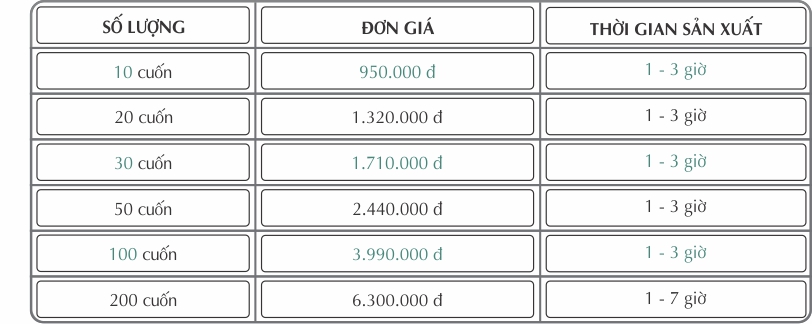 SỐ LƯỢNG ĐƠN GIÁ THỜI GIAN SẢN XUẤT
10 cuốn 950.000 đ 1 - 3 giờ
20 cuốn 1.320.000 đ 1 - 3 giờ
30 cuốn 1.710.000 đ 1 - 3 giờ
50 cuốn 2.440.000 đ 1 - 3 giờ
100 cuốn 3.990.000 đ 1 - 3 giờ
200 cuốn 6.300.000 đ 1 - 7 giờ